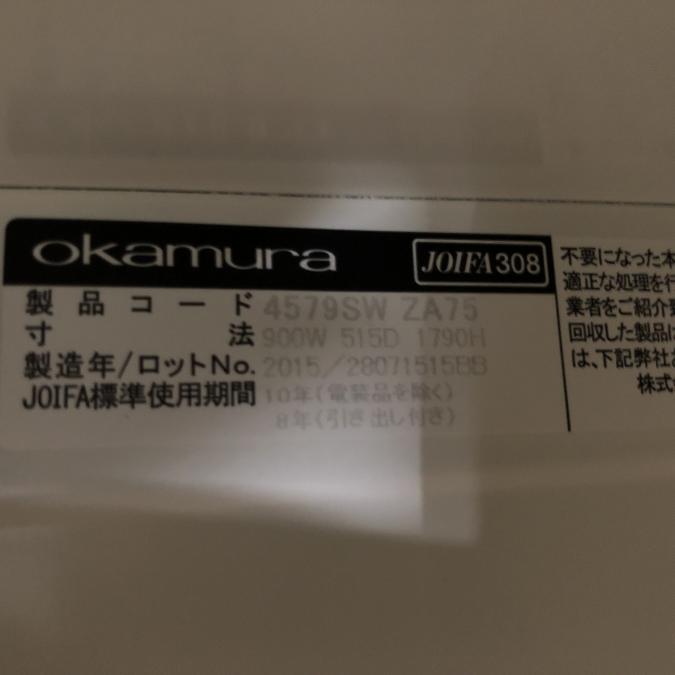 okamura JOIFA308
製品コード 4579SW ZA75
寸法 900W 515D 1790H
製造年/ロットNo. 2015/28071515BB
JOIFA標準使用期間 10年(電装品を除く)
8年(引き出し付き)
不要になった本
適正な処理を行
業者をご紹介
回収した製品は
は、下記弊社お
株式